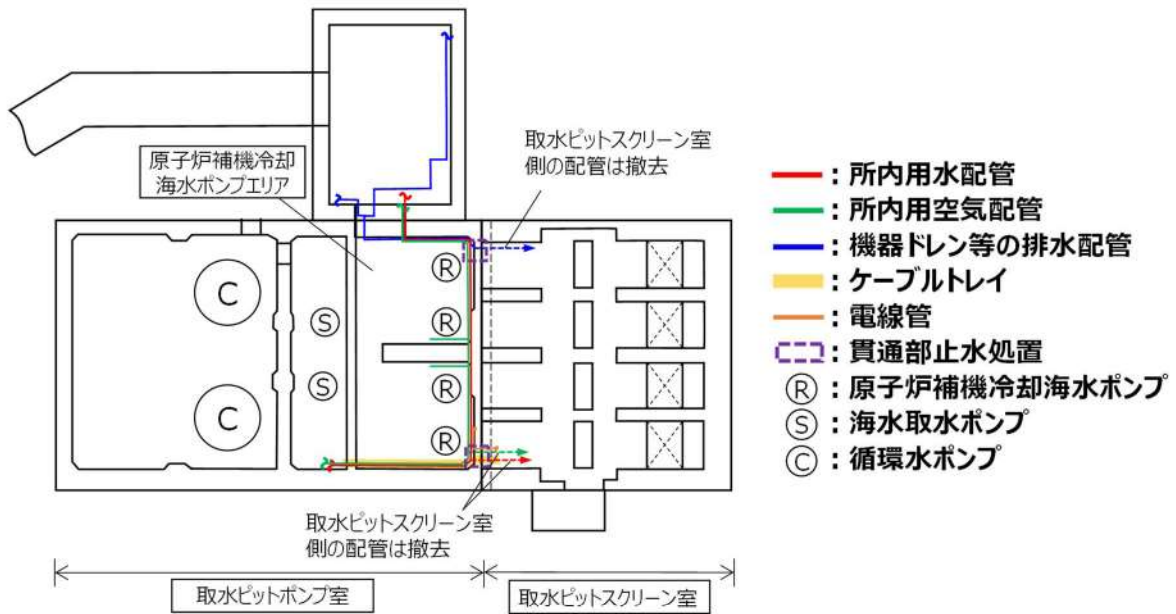 取水ピットスクリーン室
側の配管は撤去
原子炉補機冷却
海水ポンプエリア
C
C
S
S
R
R
R
R
取水ピットスクリーン室
側の配管は撤去
取水ピットポンプ室
取水ピットスクリーン室
：所内用水配管
：所内用空気配管
：機器ドレン等の排水配管
：ケーブルトレイ
：電線管
：貫通部止水処置
R：原子炉補機冷却海水ポンプ
S：海水取水ポンプ
C：循環水ポンプ